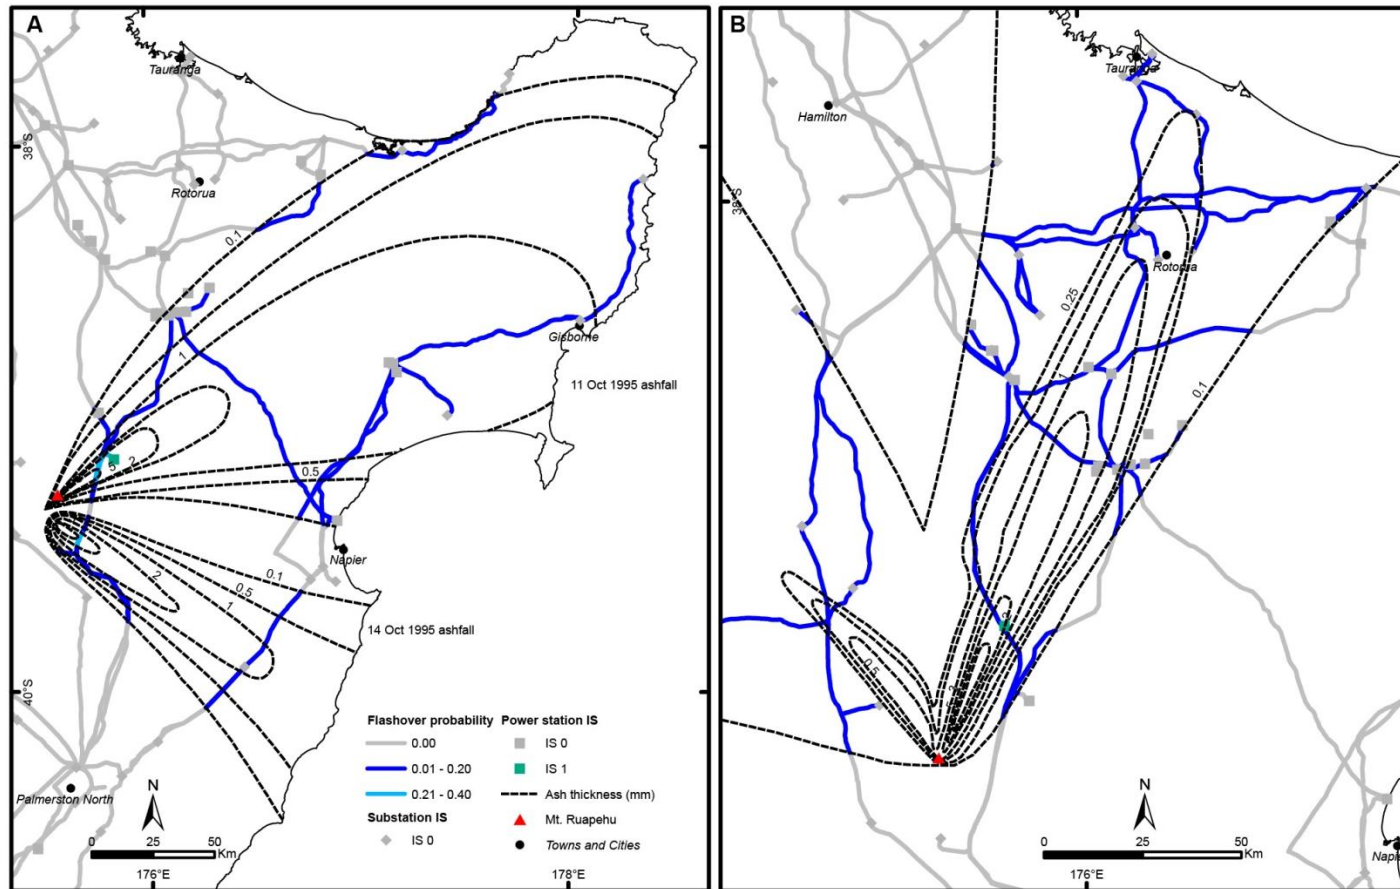 A
Tauranga
38°S
Rotorua
0.1
1
Gisborne
11 Oct 1995 ashfall
5
2
0.5
Napier
0.1
2
0.5
1
14 Oct 1995 ashfall
40°S
Palmerston North
N
0 25 50
Km
176°E
178°E
Flashover probability
0.00
0.01 - 0.20
0.21 - 0.40
Substation IS
IS 0
Power station IS
IS 0
IS 1
Ash thickness (mm)
Mt. Ruapehu
Towns and Cities
B
Tauranga
Hamilton
38°S
Rotorua
0.25
1
0.1
0.5
2
N
0 25 50
Km
176°E
Napi